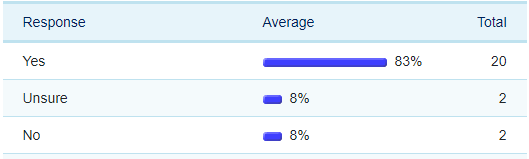 Response Average Total
Yes 83% 20
Unsure 8% 2
No 8% 2